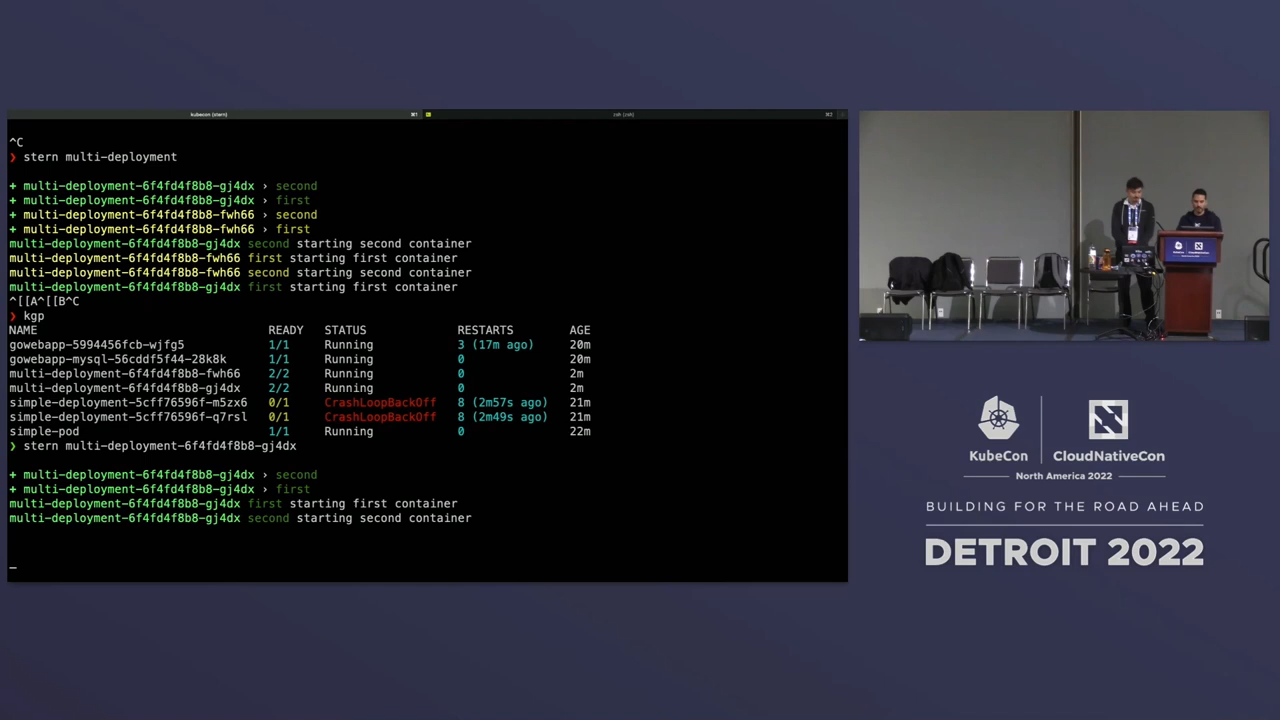 kubecon (stern) ⌘1 zsh (zsh) ⌘2
^C
❯ stern multi-deployment
+ multi-deployment-6f4fd4f8b8-gj4dx › second
+ multi-deployment-6f4fd4f8b8-gj4dx › first
+ multi-deployment-6f4fd4f8b8-fwh66 › second
+ multi-deployment-6f4fd4f8b8-fwh66 › first
multi-deployment-6f4fd4f8b8-gj4dx second starting second container
multi-deployment-6f4fd4f8b8-fwh66 first starting first container
multi-deployment-6f4fd4f8b8-fwh66 second starting second container
multi-deployment-6f4fd4f8b8-gj4dx first starting first container
^[[A^[[B^C
❯ kgp
NAME READY STATUS RESTARTS AGE
gowebapp-5994456fcb-wjfg5 1/1 Running 3 (17m ago) 20m
gowebapp-mysql-56cddf5f44-28k8k 1/1 Running 0 20m
multi-deployment-6f4fd4f8b8-fwh66 2/2 Running 0 2m
multi-deployment-6f4fd4f8b8-gj4dx 2/2 Running 0 2m
simple-deployment-5cff76596f-m5zx6 0/1 CrashLoopBackOff 8 (2m57s ago) 21m
simple-deployment-5cff76596f-q7rsl 0/1 CrashLoopBackOff 8 (2m49s ago) 21m
simple-pod 1/1 Running 0 22m
❯ stern multi-deployment-6f4fd4f8b8-gj4dx
+ multi-deployment-6f4fd4f8b8-gj4dx › second
+ multi-deployment-6f4fd4f8b8-gj4dx › first
multi-deployment-6f4fd4f8b8-gj4dx first starting first container
multi-deployment-6f4fd4f8b8-gj4dx second starting second container
KubeCon CloudNativeCon
North America 2022
BUILDING FOR THE ROAD AHEAD
DETROIT 2022